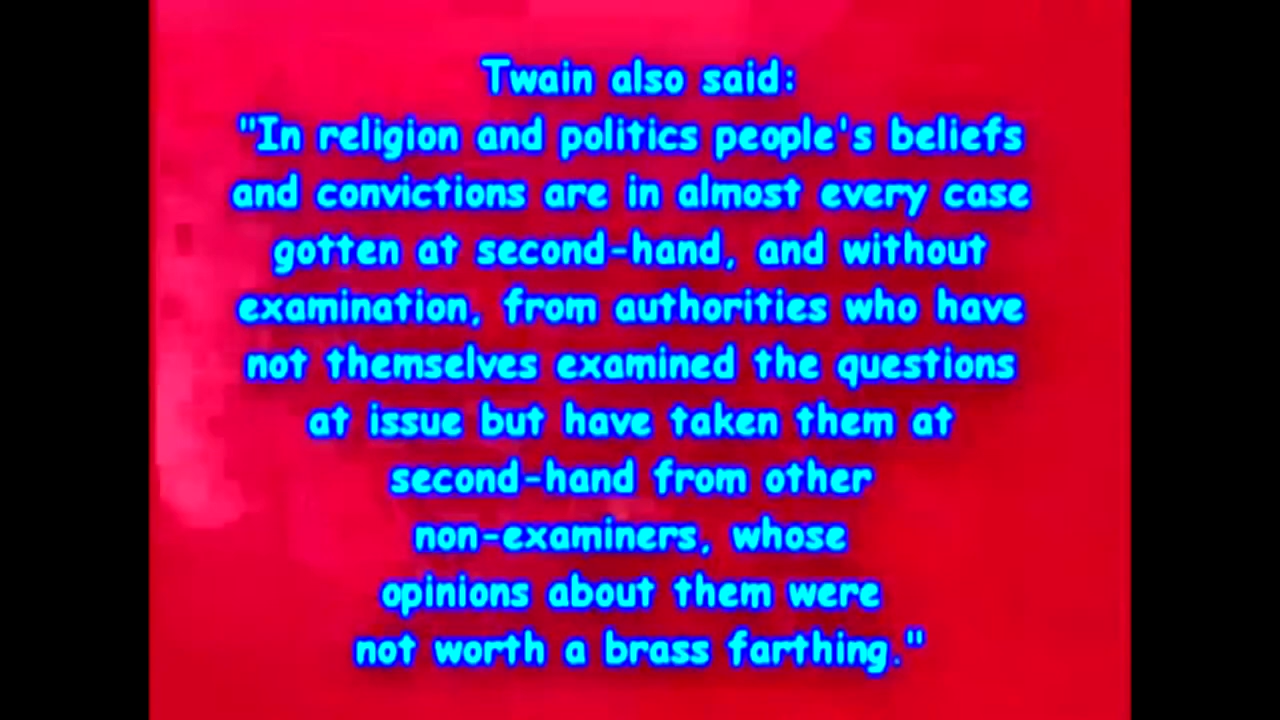 Twain also said:
"In religion and politics people's beliefs
and convictions are in almost every case
gotten at second-hand, and without
examination, from authorities who have
not themselves examined the questions
at issue but have taken them at
second-hand from other
non-examiners, whose
opinions about them were
not worth a brass farthing."